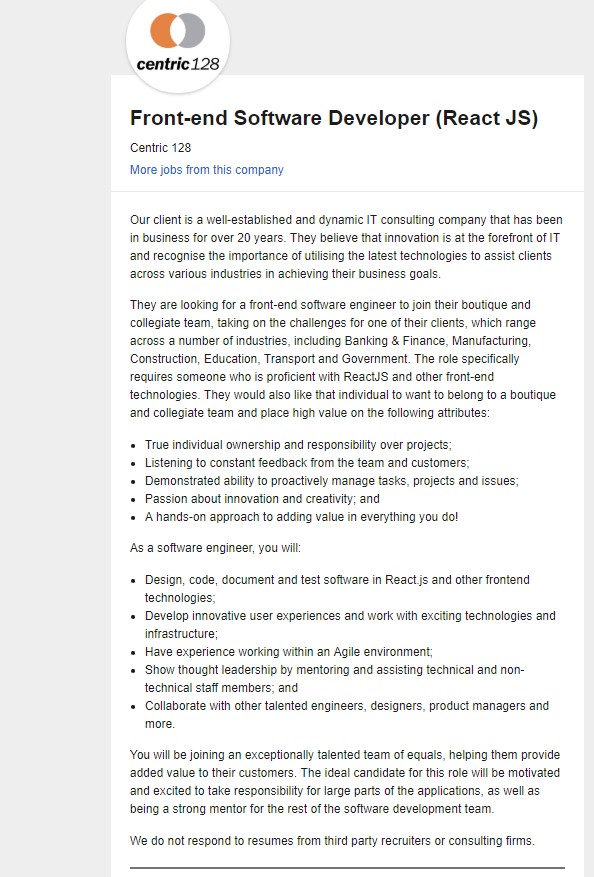 centric128
Front-end Software Developer (React JS)
Centric 128
More jobs from this company
Our client is a well-established and dynamic IT consulting company that has been
in business for over 20 years. They believe that innovation is at the forefront of IT
and recognise the importance of utilising the latest technologies to assist clients
across various industries in achieving their business goals.
They are looking for a front-end software engineer to join their boutique and
collegiate team, taking on the challenges for one of their clients, which range
across a number of industries, including Banking & Finance, Manufacturing,
Construction, Education, Transport and Government. The role specifically
requires someone who is proficient with ReactJS and other front-end
technologies. They would also like that individual to want to belong to a boutique
and collegiate team and place high value on the following attributes:
• True individual ownership and responsibility over projects;
• Listening to constant feedback from the team and customers;
• Demonstrated ability to proactively manage tasks, projects and issues;
• Passion about innovation and creativity; and
• A hands-on approach to adding value in everything you do!
As a software engineer, you will:
• Design, code, document and test software in React.js and other frontend
technologies;
• Develop innovative user experiences and work with exciting technologies and
infrastructure;
• Have experience working within an Agile environment;
• Show thought leadership by mentoring and assisting technical and non-
technical staff members; and
• Collaborate with other talented engineers, designers, product managers and
more.
You will be joining an exceptionally talented team of equals, helping them provide
added value to their customers. The ideal candidate for this role will be motivated
and excited to take responsibility for large parts of the applications, as well as
being a strong mentor for the rest of the software development team.
We do not respond to resumes from third party recruiters or consulting firms.